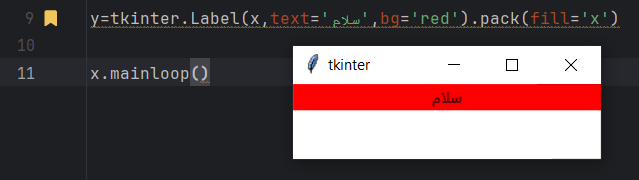 9 y=tkinter.Label(x,text='سلام',bg='red').pack(fill='x')
10
11 x.mainloop()
tkinter
سلام